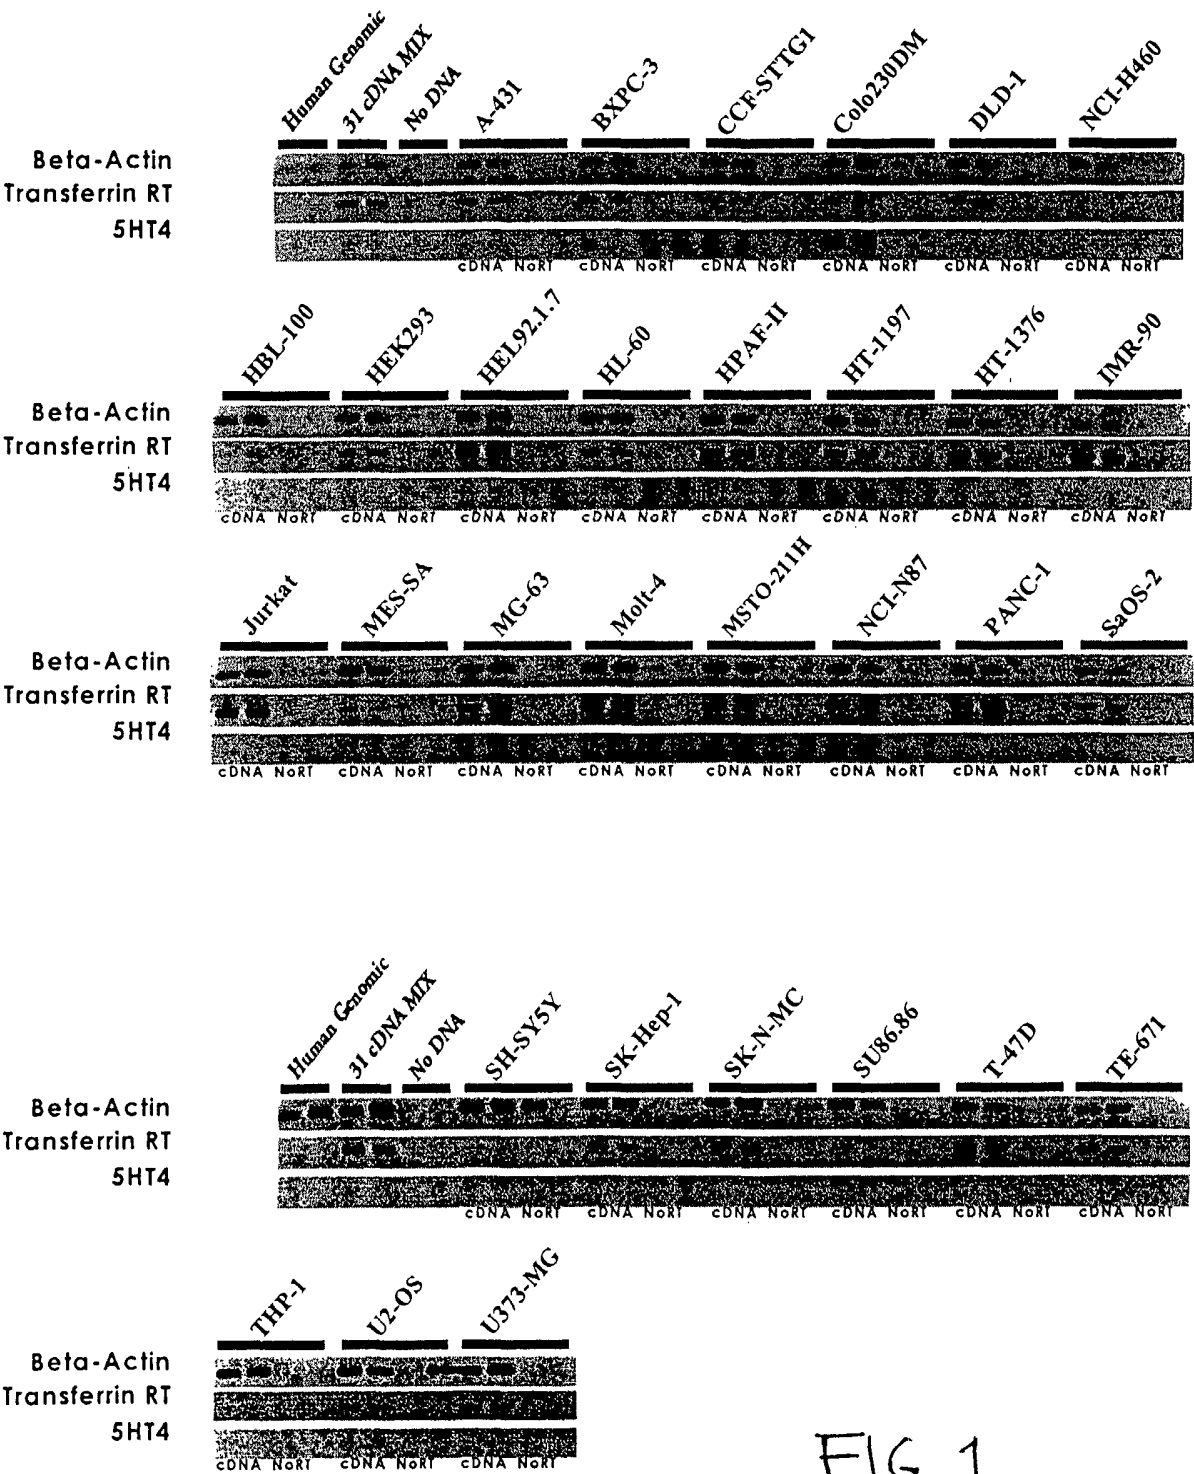 Human Genomic 31 cDNA MIX No DNA A-431 BXPC-3 CCF-STTG1 Colo230DM DLD-1 NCI-H460
Beta-Actin
Transferrin RT
5HT4
cDNA NoRT cDNA NoRT cDNA NoRT cDNA NoRT cDNA NoRT cDNA NoRT
HBL-100 HEK293 HEL92.1.7 HL-60 HPAF-II HT-1197 HT-1376 IMR-90
Beta-Actin
Transferrin RT
5HT4
cDNA NoRT cDNA NoRT cDNA NoRT cDNA NoRT cDNA NoRT cDNA NoRT cDNA NoRT cDNA NoRT
Jurkat MES-SA MG-63 Molt-4 MSTO-211H NCI-N87 PANC-1 SaOS-2
Beta-Actin
Transferrin RT
5HT4
cDNA NoRT cDNA NoRT cDNA NoRT cDNA NoRT cDNA NoRT cDNA NoRT cDNA NoRT cDNA NoRT
Human Genomic 31 cDNA MIX No DNA SH-SY5Y SK-Hep-1 SK-N-MC SU86.86 T-47D TE-671
Beta-Actin
Transferrin RT
5HT4
cDNA NoRT cDNA NoRT cDNA NoRT cDNA NoRT cDNA NoRT cDNA NoRT
THP-1 U2-OS U373-MG
Beta-Actin
Transferrin RT
5HT4
cDNA NoRT cDNA NoRT cDNA NoRT
FIG 1